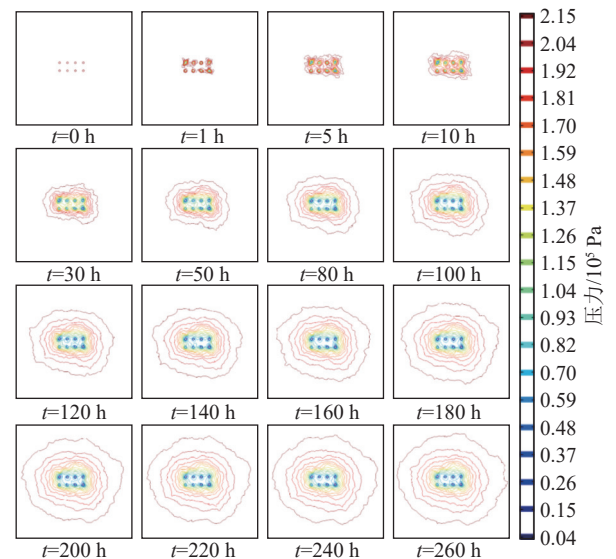 t=0 h
t=1 h
t=5 h
t=10 h
t=30 h
t=50 h
t=80 h
t=100 h
t=120 h
t=140 h
t=160 h
t=180 h
t=200 h
t=220 h
t=240 h
t=260 h
2.15
2.04
1.92
1.81
1.70
1.59
1.48
1.37
1.26
1.15
1.04
0.93
0.82
0.70
0.59
0.48
0.37
0.26
0.15
0.04
压力/10⁵ Pa